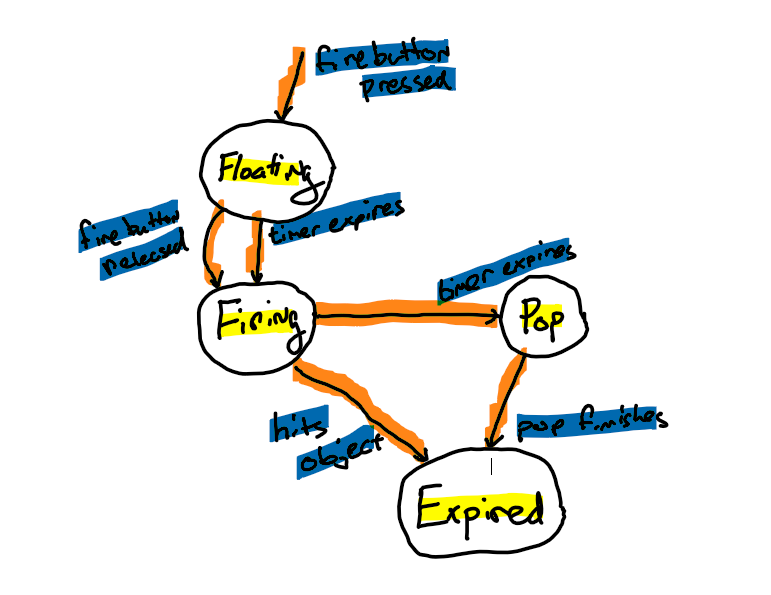 fire button
pressed
Floating
fire button
released
timer expires
timer expires
Firing
Pop
hits
object
pop finishes
Expired